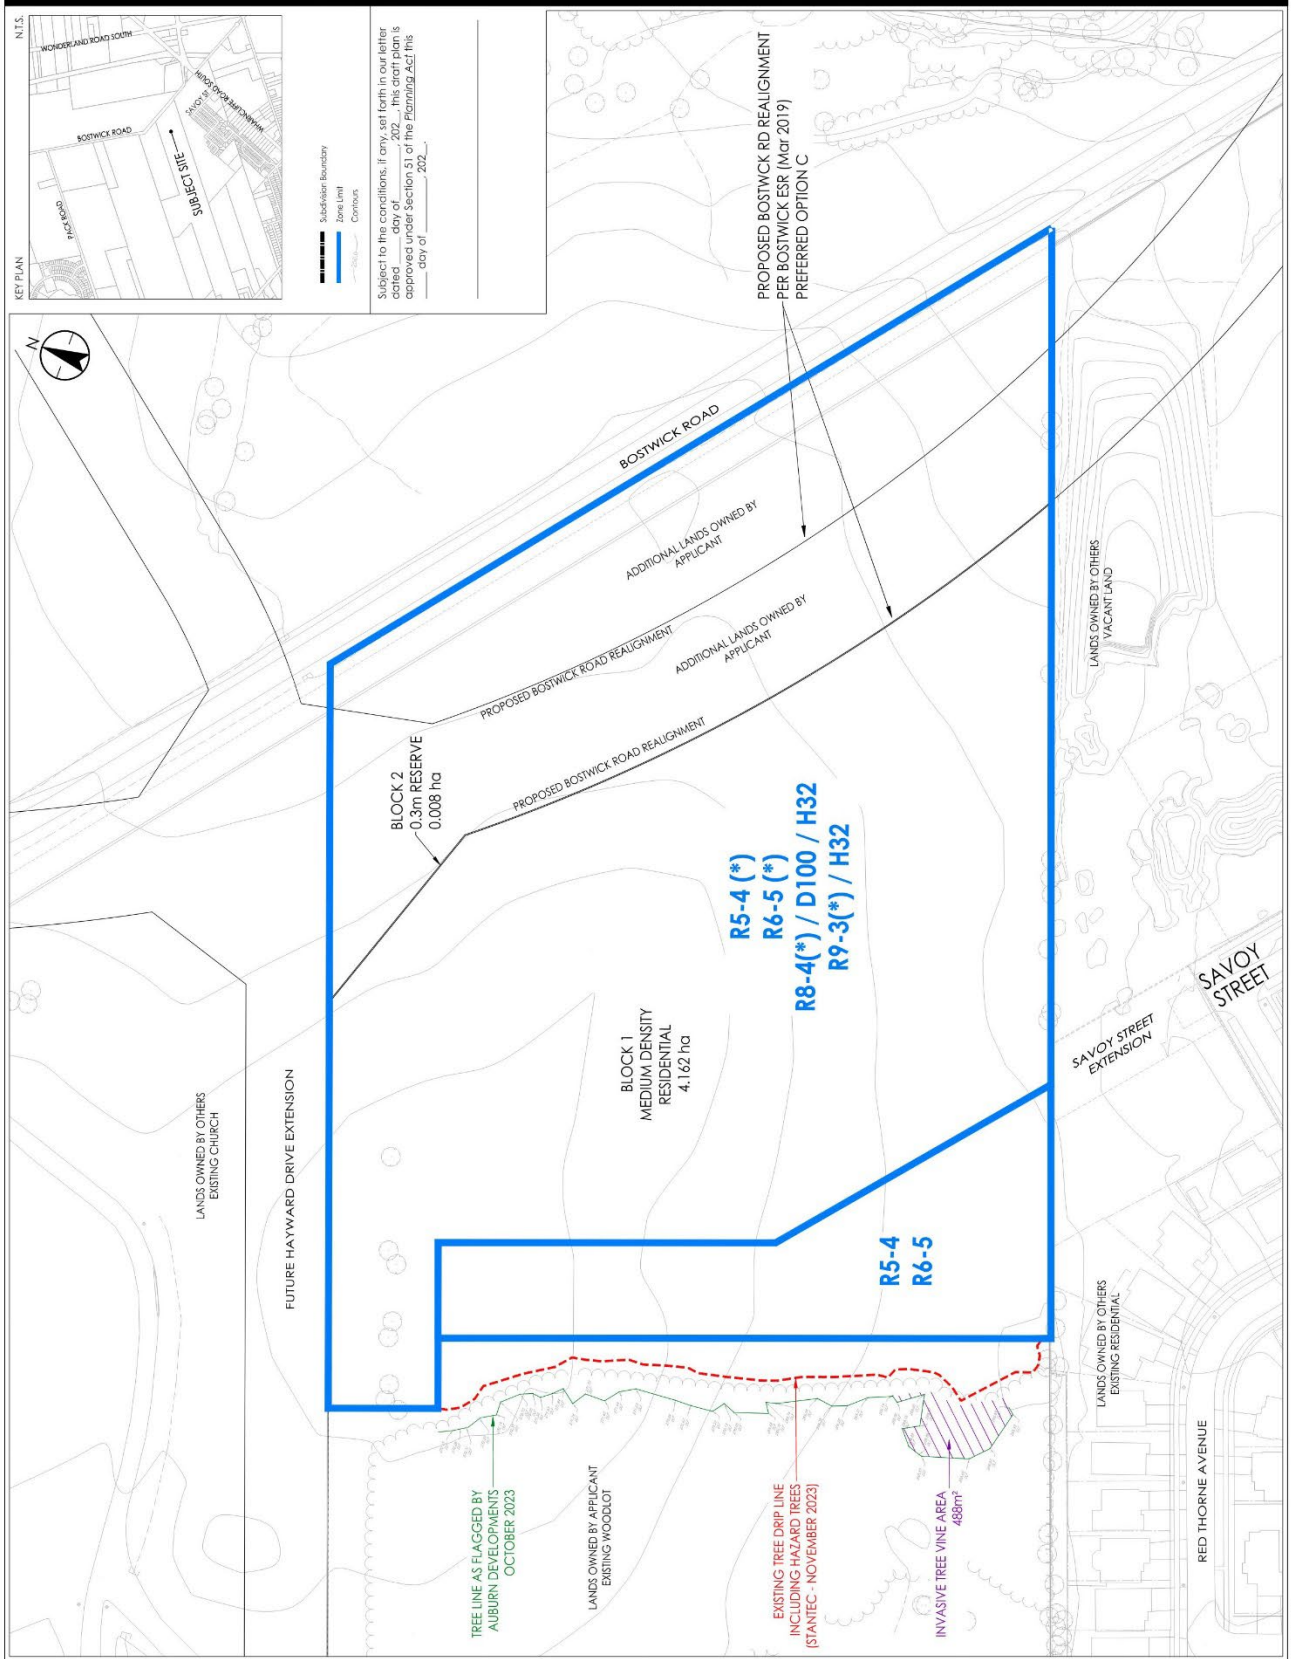 KEY PLAN
N.T.S.
WONDERLAND ROAD SOUTH
BOSTWICK ROAD
PACK ROAD
SAVOY ST
WHARNCLIFFE ROAD SOUTH
SUBJECT SITE
Subdivision Boundary
Zone Limit
Contours
Subject to the conditions, if any, set forth in our letter
dated ____ day of ________, 202__, this draft plan is
approved under Section 51 of the Planning Act this
____ day of ________, 202__.
N
PROPOSED BOSTWCK RD REALIGNMENT
PER BOSTWICK ESR (Mar 2019)
PREFERRED OPTION C
BOSTWICK ROAD
ADDITIONAL LANDS OWNED BY
APPLICANT
PROPOSED BOSTWICK ROAD REALIGNMENT
ADDITIONAL LANDS OWNED BY
APPLICANT
PROPOSED BOSTWICK ROAD REALIGNMENT
BLOCK 2
0.3m RESERVE
0.008 ha
LANDS OWNED BY OTHERS
VACANT LAND
R5-4 (*)
R6-5 (*)
R8-4(*) / D100 / H32
R9-3(*) / H32
BLOCK 1
MEDIUM DENSITY
RESIDENTIAL
4.162 ha
LANDS OWNED BY OTHERS
EXISTING CHURCH
FUTURE HAYWARD DRIVE EXTENSION
SAVOY STREET
EXTENSION
SAVOY
STREET
R5-4
R6-5
LANDS OWNED BY OTHERS
EXISTING RESIDENTIAL
TREE LINE AS FLAGGED BY
AUBURN DEVELOPMENTS
OCTOBER 2023
LANDS OWNED BY APPLICANT
EXISTING WOODLOT
EXISTING TREE DRIP LINE
INCLUDING HAZARD TREES
(STANTEC - NOVEMBER 2023)
INVASIVE TREE VINE AREA
488m²
RED THORNE AVENUE